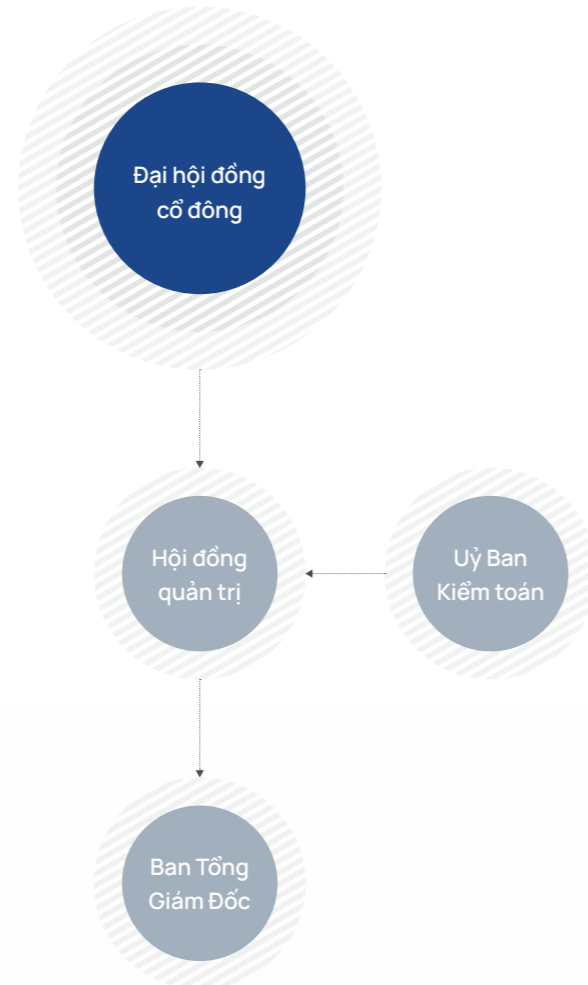 Đại hội đồng
cổ đông
Hội đồng
quản trị
Uỷ Ban
Kiểm toán
Ban Tổng
Giám Đốc